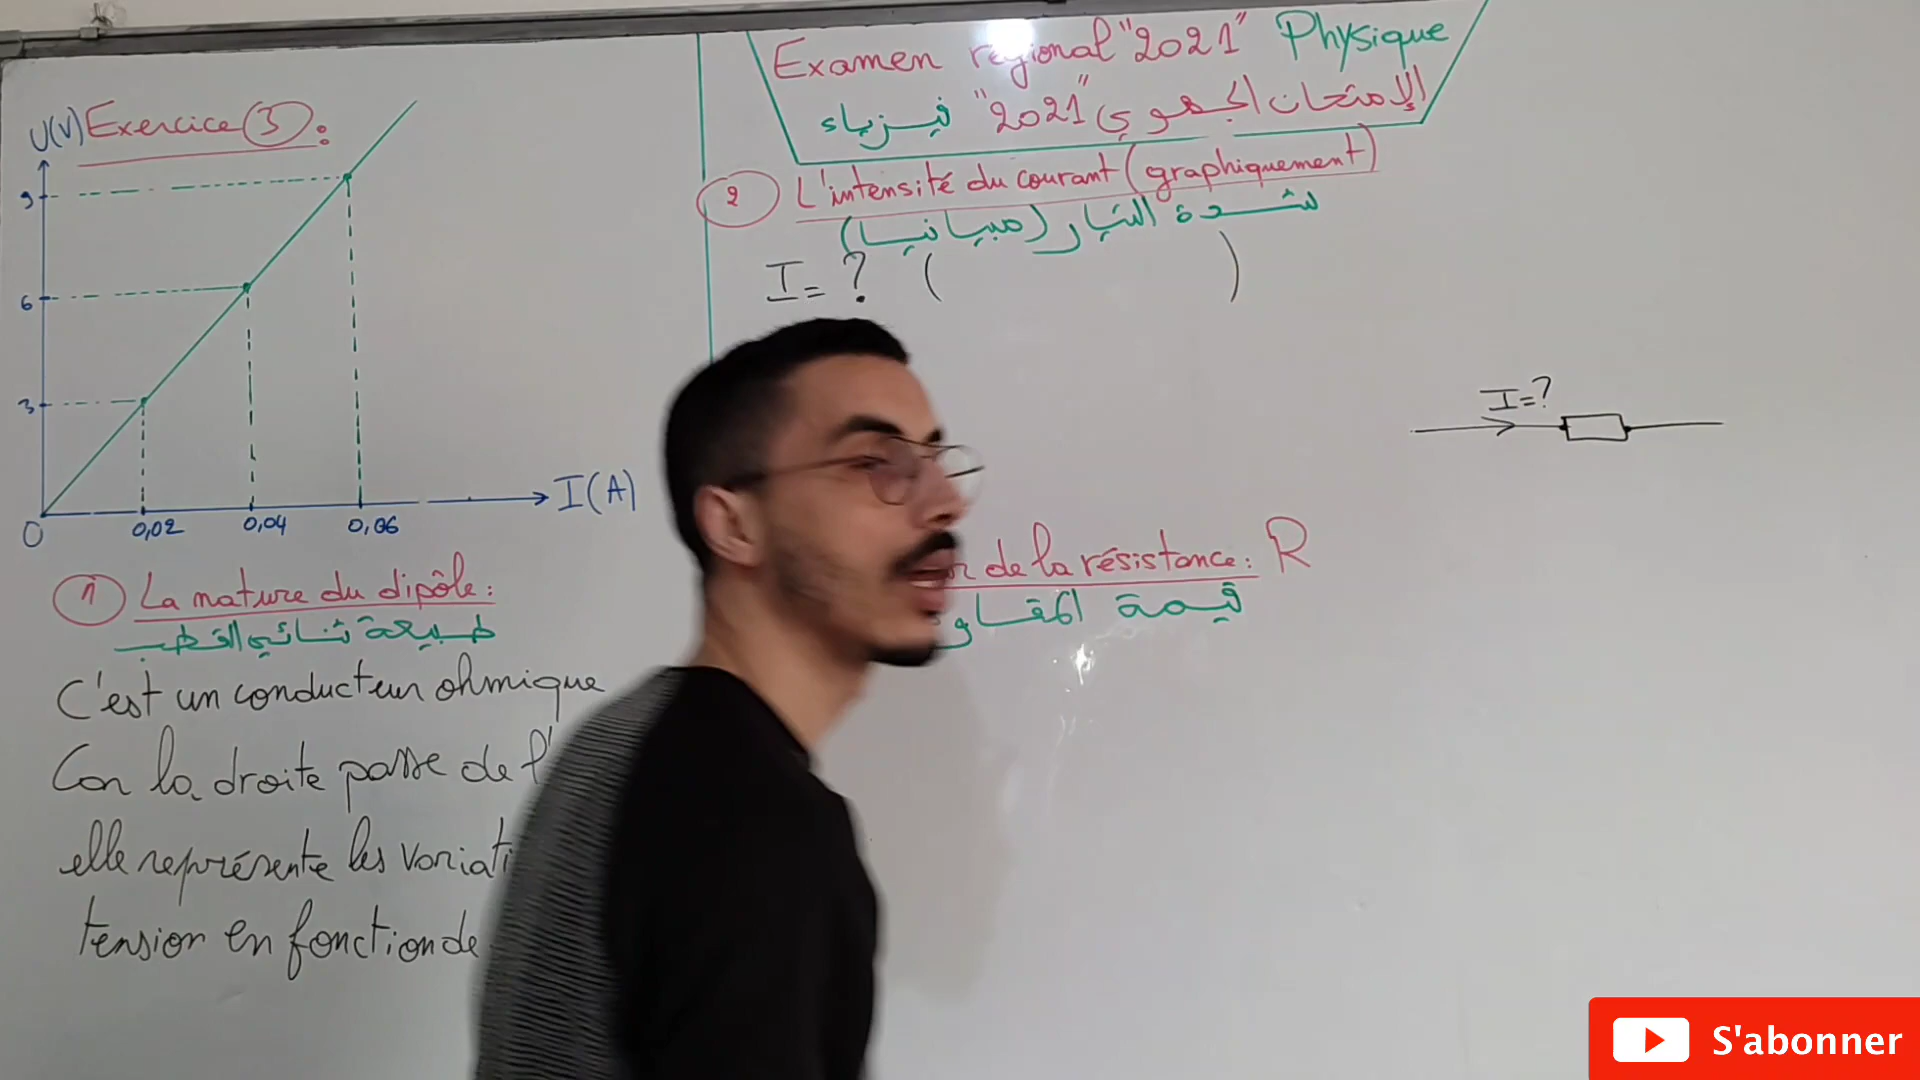 Examen régional "2021" Physique
الإمتحان الجهوي "2021" فيزياء
U(V) Exercice (3) :
9
6
3
0
0,02
0,04
0,06
I(A)
1 La nature du dipôle :
طبيعة ثنائي القطب
C'est un conducteur ohmique
Car la droite passe de l'
elle représente les variati
tension en fonction de
2 L'intensité du courant (graphiquement)
شدة التيار (مبيانيا)
I = ? ( )
I = ?
de la résistance : R
قيمة المقاو
S'abonner